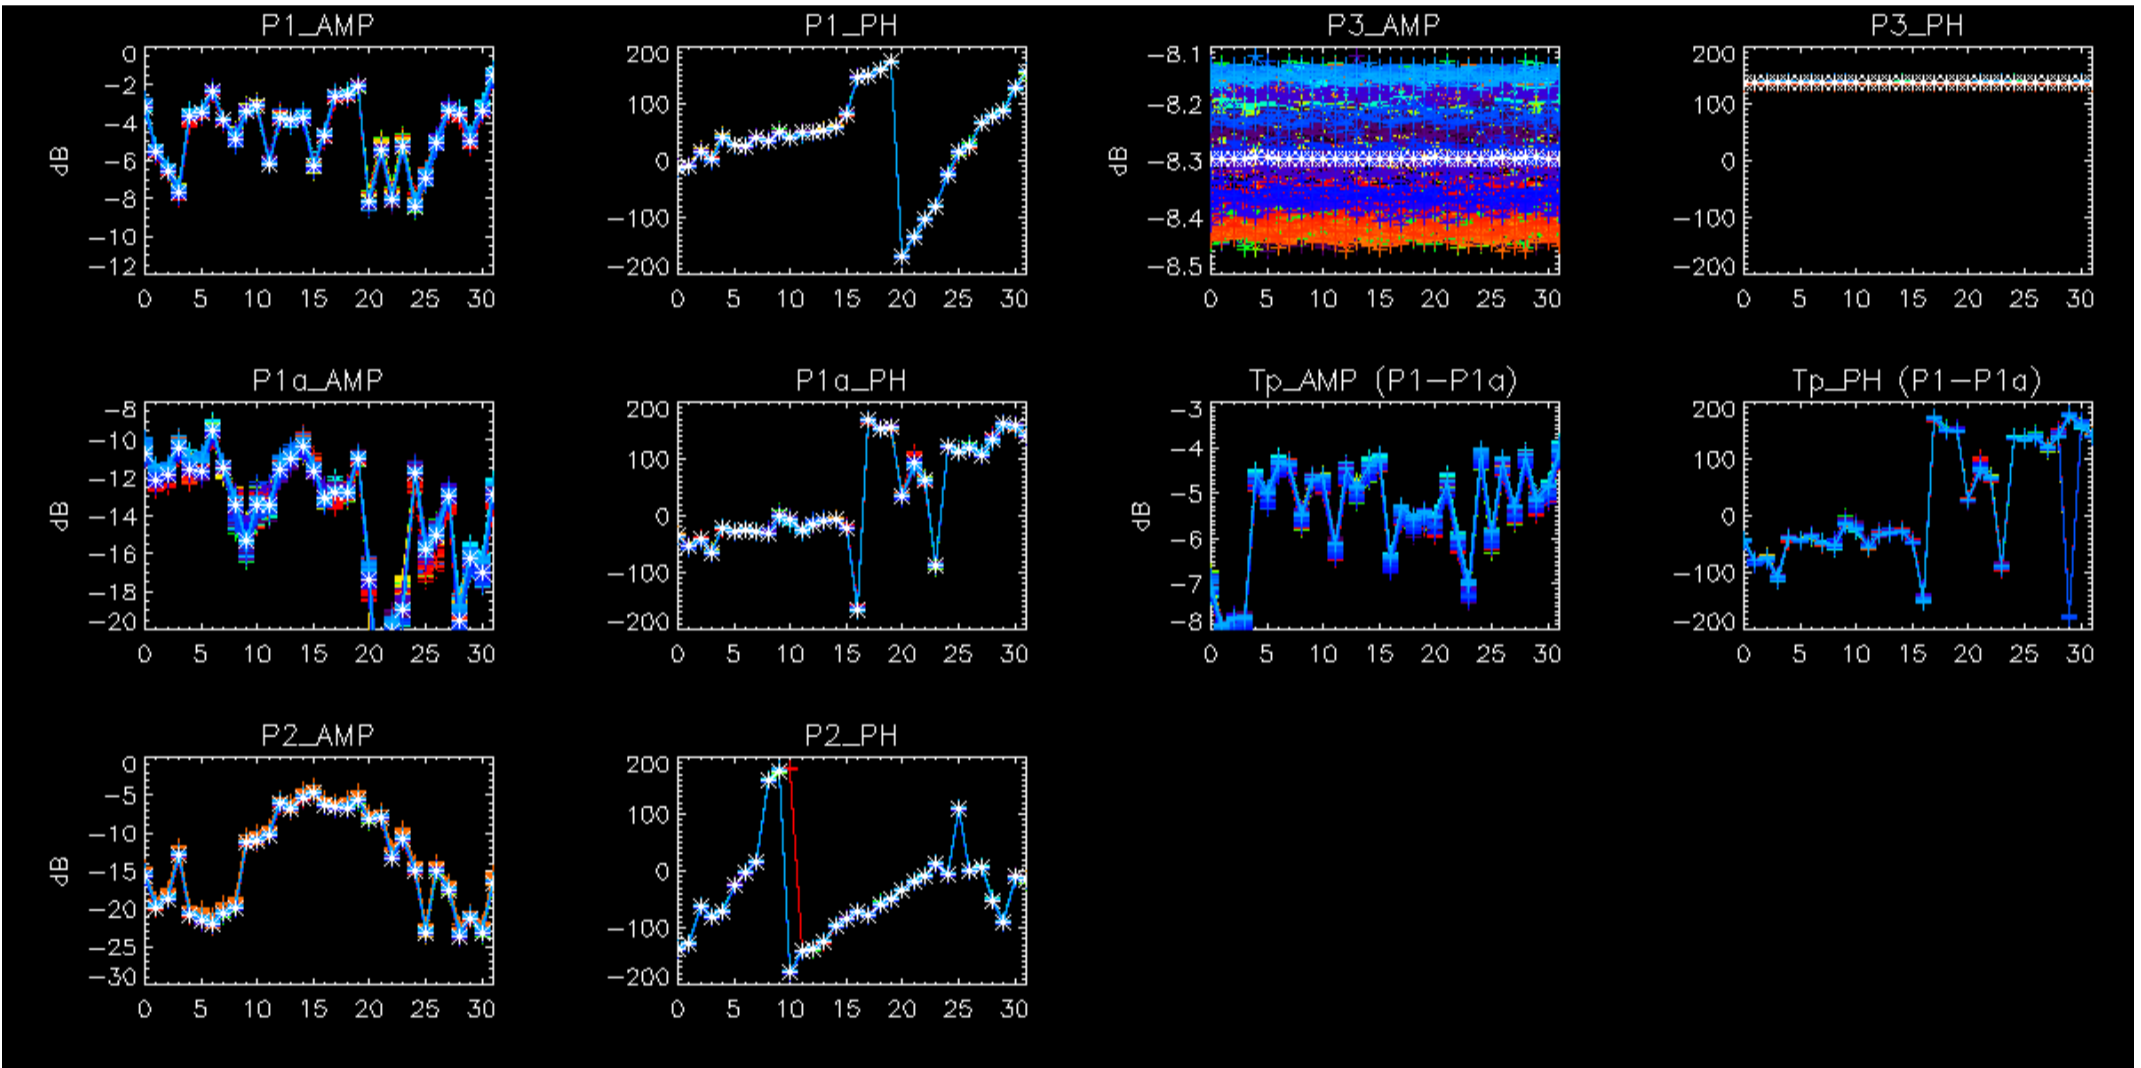 P1_AMP
dB
0
−2
−4
−6
−8
−10
−12
0 5 10 15 20 25 30
P1_PH
200
100
0
−100
−200
0 5 10 15 20 25 30
P3_AMP
dB
−8.1
−8.2
−8.3
−8.4
−8.5
0 5 10 15 20 25 30
P3_PH
200
100
0
−100
−200
0 5 10 15 20 25 30
P1a_AMP
dB
−8
−10
−12
−14
−16
−18
−20
0 5 10 15 20 25 30
P1a_PH
200
100
0
−100
−200
0 5 10 15 20 25 30
Tp_AMP (P1−P1a)
dB
−3
−4
−5
−6
−7
−8
0 5 10 15 20 25 30
Tp_PH (P1−P1a)
200
100
0
−100
−200
0 5 10 15 20 25 30
P2_AMP
dB
0
−5
−10
−15
−20
−25
−30
0 5 10 15 20 25 30
P2_PH
200
100
0
−100
−200
0 5 10 15 20 25 30